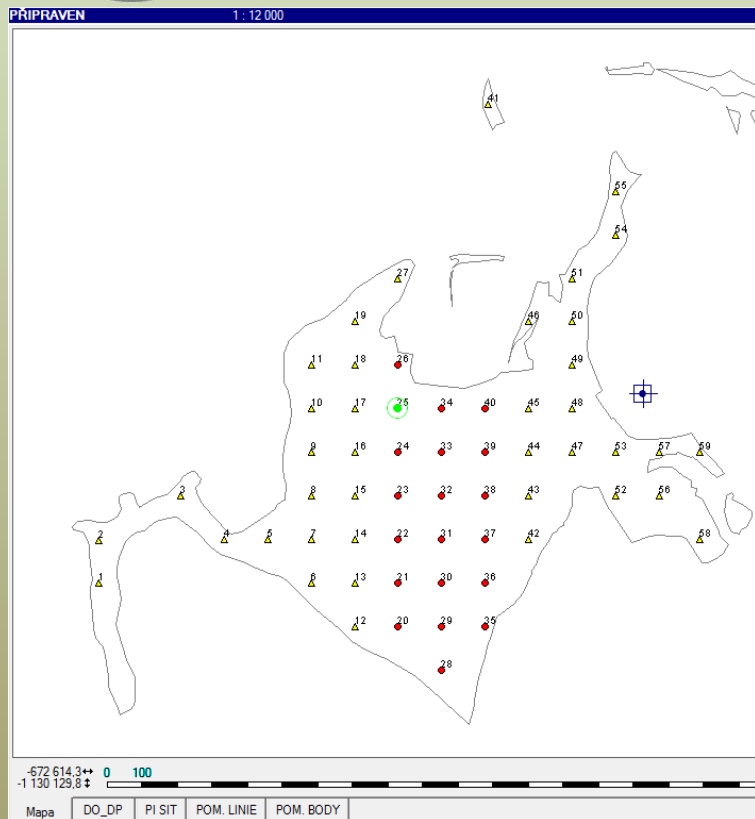 PŘIPRAVEN 1 : 12 000
41
55
54
27 51
19 46 50
11 18 26 49
10 17 25 34 40 45 48
9 16 24 33 39 44 47 53 57 59
3 8 15 23 32 38 43 52 56
2 4 5 7 14 22 31 37 42 58
1 6 13 21 30 36
12 20 29 35
28
-672 614,3 0 100
-1 130 129,8
Mapa DO_DP PI SIT POM. LINIE POM. BODY